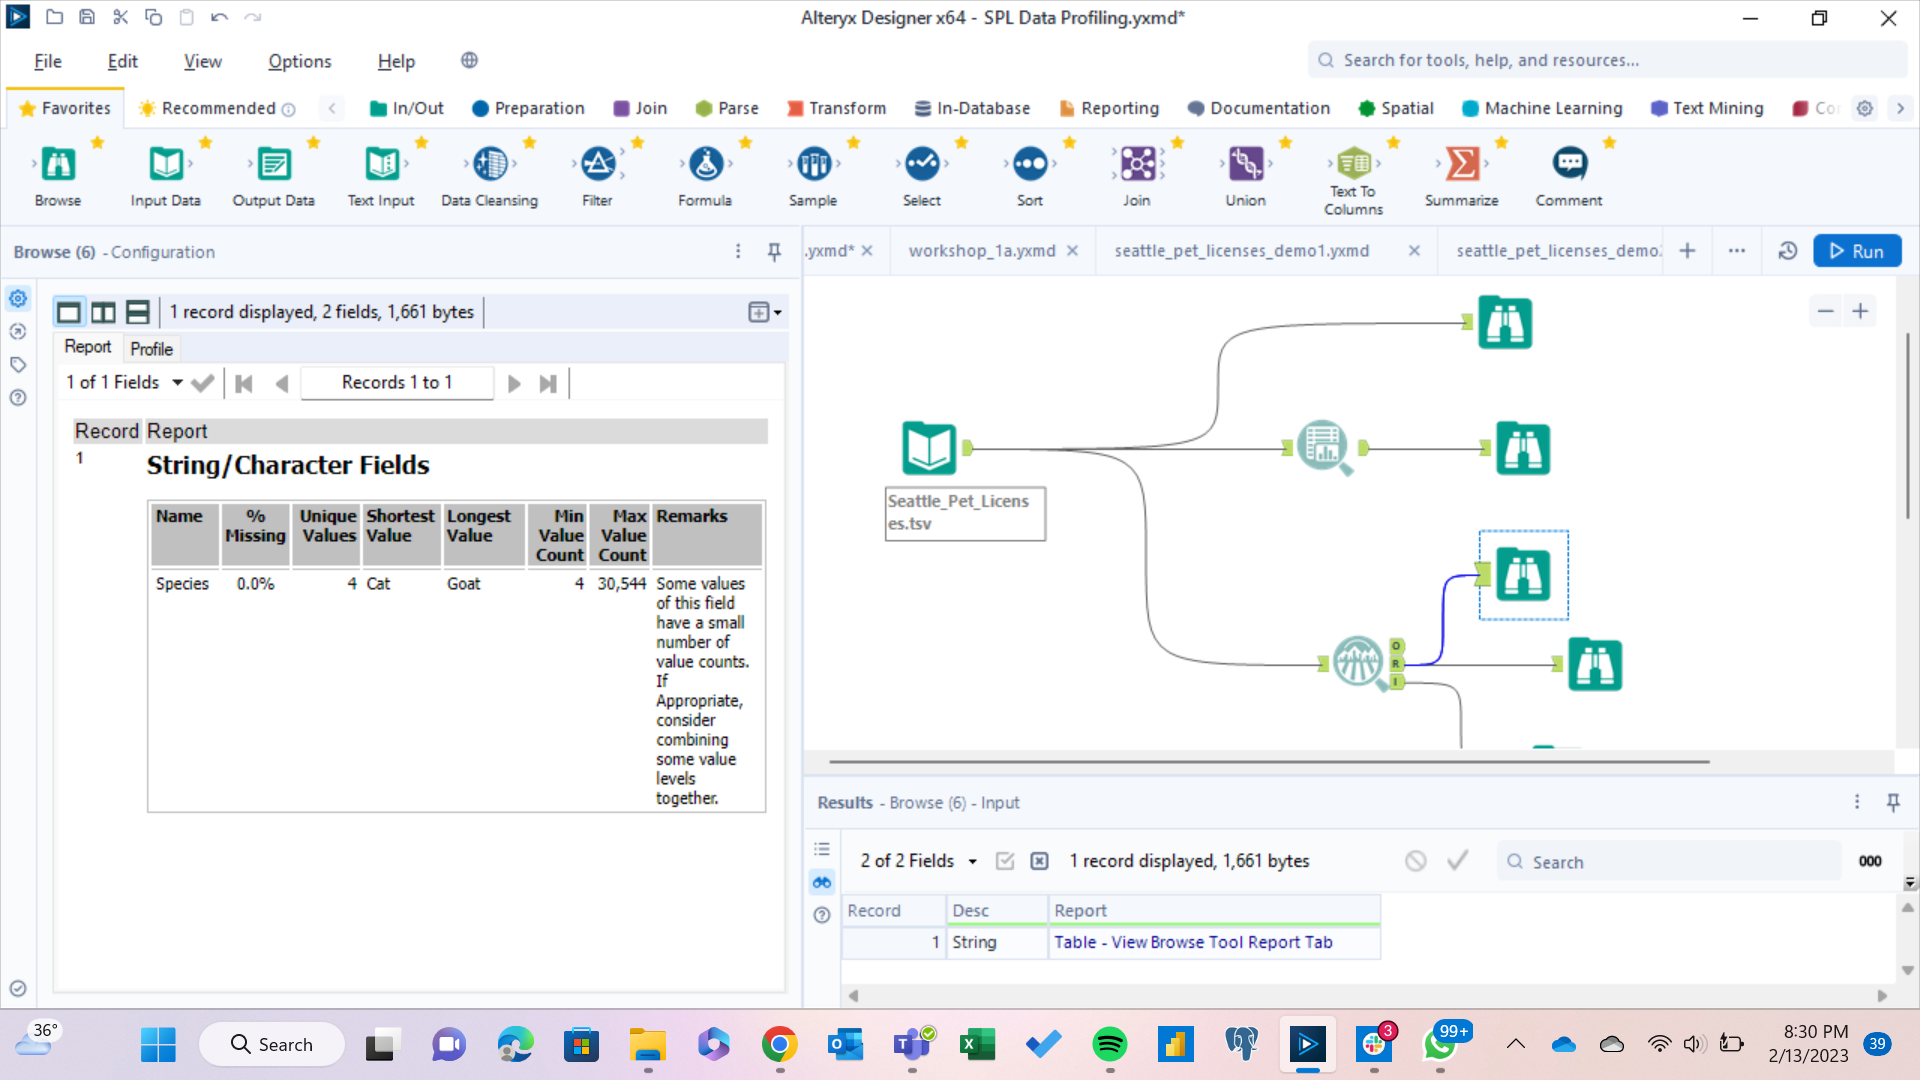 Alteryx Designer x64 - SPL Data Profiling.yxmd*
File Edit View Options Help
Search for tools, help, and resources...
Favorites Recommended In/Out Preparation Join Parse Transform In-Database Reporting Documentation Spatial Machine Learning Text Mining Co
Browse Input Data Output Data Text Input Data Cleansing Filter Formula Sample Select Sort Join Union Text To Summarize Comment
Columns
Browse (6) - Configuration
.yxmd* workshop_1a.yxmd seattle_pet_licenses_demo1.yxmd seattle_pet_licenses_demo Run
1 record displayed, 2 fields, 1,661 bytes
Report Profile
1 of 1 Fields Records 1 to 1
Record Report
1
String/Character Fields
Name % Unique Shortest Longest Min Max Remarks
Missing Values Value Value Value Value
Count Count
Species 0.0% 4 Cat Goat 4 30,544 Some values
of this field
have a small
number of
value counts.
If
Appropriate,
consider
combining
some value
levels
together.
Seattle_Pet_Licens
es.tsv
O
R
I
Results - Browse (6) - Input
2 of 2 Fields 1 record displayed, 1,661 bytes Search 000
Record Desc Report
1 String Table - View Browse Tool Report Tab
36° Search 3 99+ 8:30 PM
2/13/2023 39